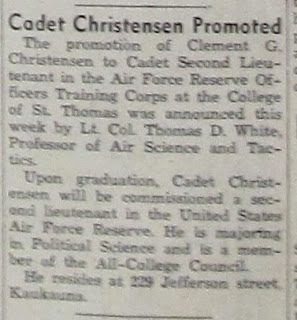 Cadet Christensen Promoted
The promotion of Clement G.
Christensen to Cadet Second Lieu-
tenant in the Air Force Reserve Of-
ficers Training Corps at the College
of St. Thomas was announced this
week by Lt. Col. Thomas D. White,
Professor of Air Science and Tac-
tics.
Upon graduation, Cadet Christ-
ensen will be commissioned a sec-
ond lieutenant in the United States
Air Force Reserve. He is majoring
in Political Science and is a mem-
ber of the All-College Council.
He resides at 229 Jefferson street,
Kaukauna.